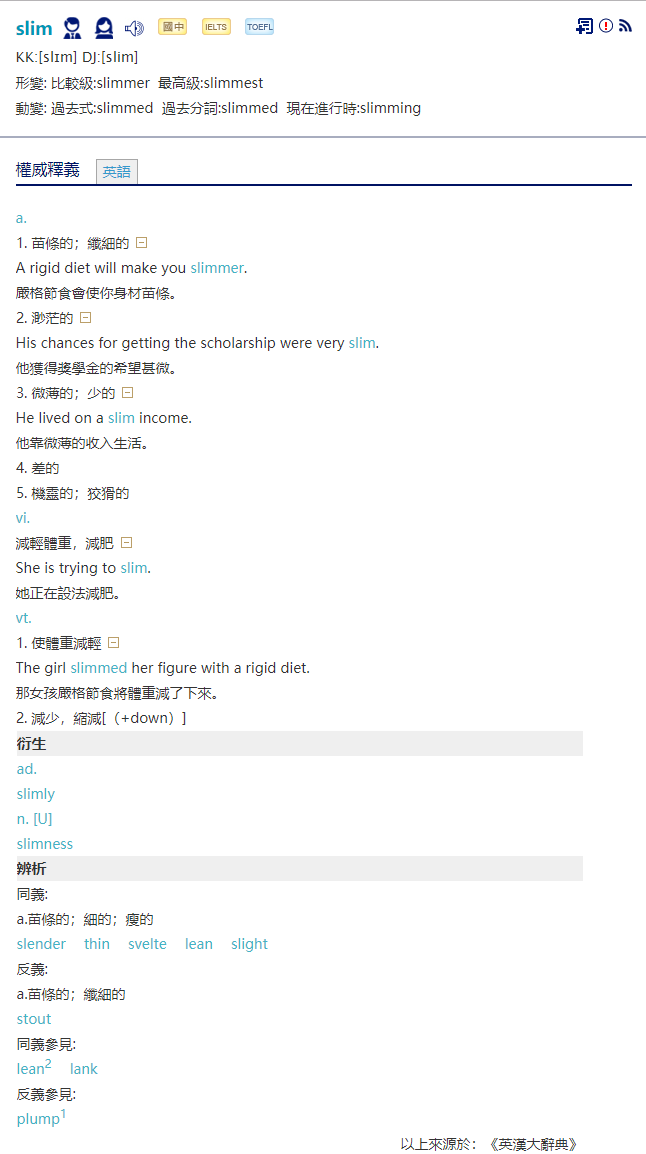 slim 國中 IELTS TOEFL
KK:[slɪm] DJ:[slim]
形變: 比較級:slimmer 最高級:slimmest
動變: 過去式:slimmed 過去分詞:slimmed 現在進行時:slimming
權威釋義 英語
a.
1. 苗條的；纖細的
A rigid diet will make you slimmer.
嚴格節食會使你身材苗條。
2. 渺茫的
His chances for getting the scholarship were very slim.
他獲得獎學金的希望甚微。
3. 微薄的；少的
He lived on a slim income.
他靠微薄的收入生活。
4. 差的
5. 機靈的；狡猾的
vi.
減輕體重，減肥
She is trying to slim.
她正在設法減肥。
vt.
1. 使體重減輕
The girl slimmed her figure with a rigid diet.
那女孩嚴格節食將體重減了下來。
2. 減少，縮減[（+down）]
衍生
ad.
slimly
n. [U]
slimness
辨析
同義:
a.苗條的；細的；瘦的
slender thin svelte lean slight
反義:
a.苗條的；纖細的
stout
同義參見:
lean² lank
反義參見:
plump¹
以上來源於：《英漢大辭典》